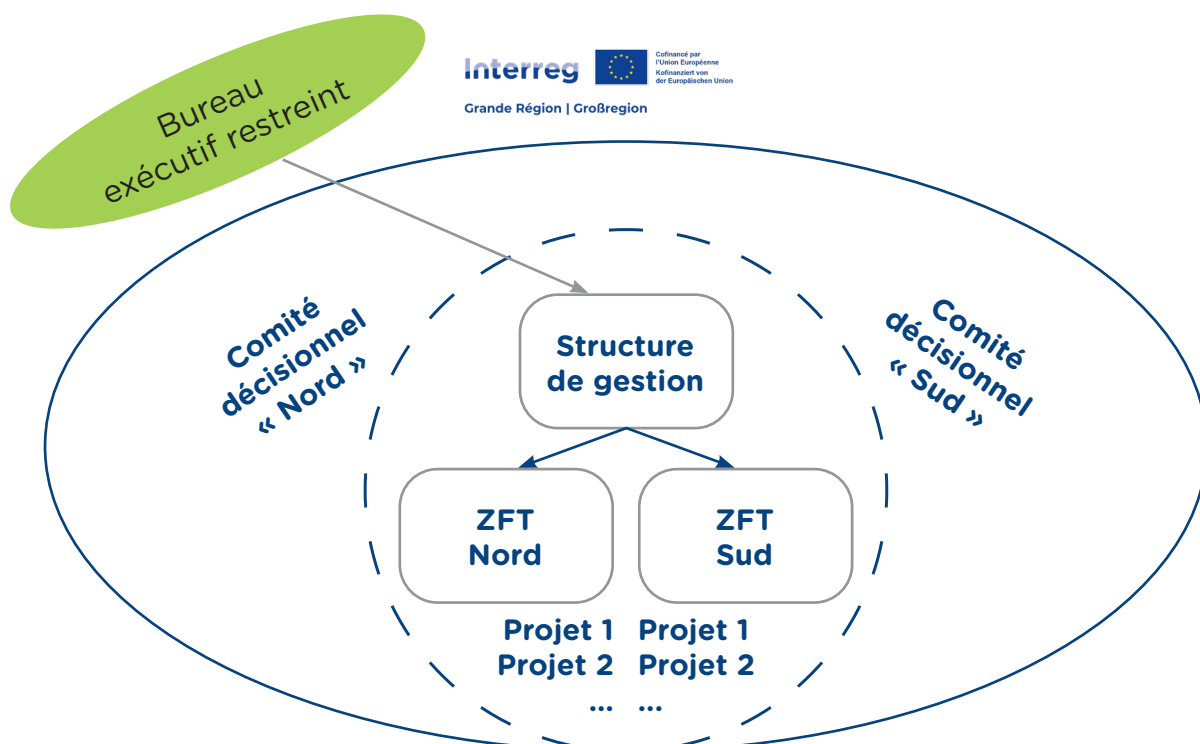 Bureau
exécutif restreint
Interreg
Cofinancé par
l'Union Européenne
Kofinanziert von
der Europäischen Union
Grande Région | Großregion
Comité
décisionnel
« Nord »
Comité
décisionnel
« Sud »
Structure
de gestion
ZFT
Nord
ZFT
Sud
Projet 1
Projet 2
...
Projet 1
Projet 2
...